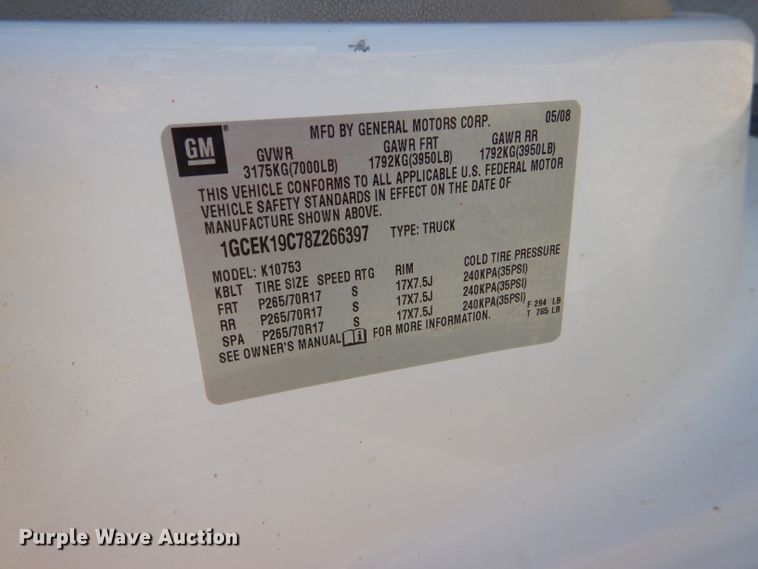 GM®
MFD BY GENERAL MOTORS CORP. 05/08
GVWR GAWR FRT GAWR RR
3175KG(7000LB) 1792KG(3950LB) 1792KG(3950LB)
THIS VEHICLE CONFORMS TO ALL APPLICABLE U.S. FEDERAL MOTOR
VEHICLE SAFETY STANDARDS IN EFFECT ON THE DATE OF
MANUFACTURE SHOWN ABOVE.
1GCEK19C78Z266397 TYPE: TRUCK
MODEL: K10753
KBLT TIRE SIZE SPEED RTG RIM COLD TIRE PRESSURE
FRT P265/70R17 S 17X7.5J 240KPA(35PSI)
RR P265/70R17 S 17X7.5J 240KPA(35PSI)
SPA P265/70R17 S 17X7.5J 240KPA(35PSI) F 294 LB
SEE OWNER'S MANUAL FOR MORE INFORMATION. T 765 LB
Purple Wave Auction